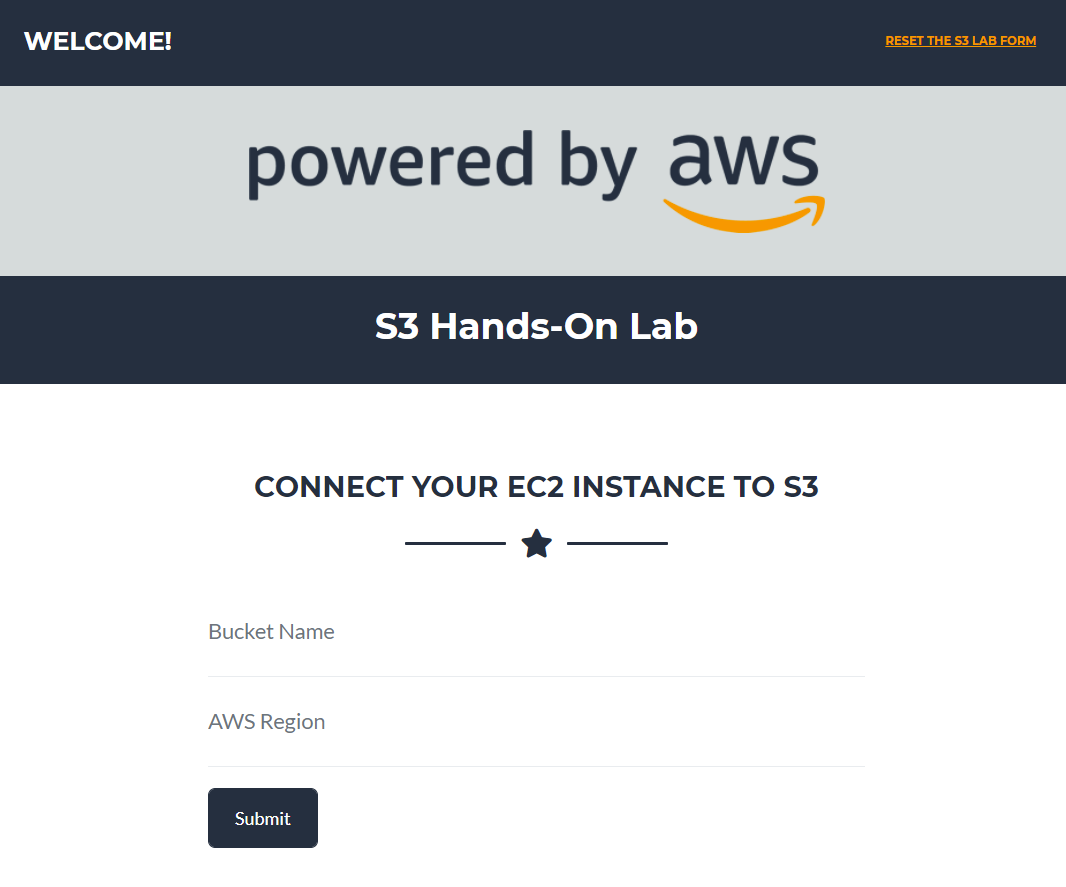 WELCOME!
RESET THE S3 LAB FORM
powered by aws
S3 Hands-On Lab
CONNECT YOUR EC2 INSTANCE TO S3
Bucket Name
AWS Region
Submit